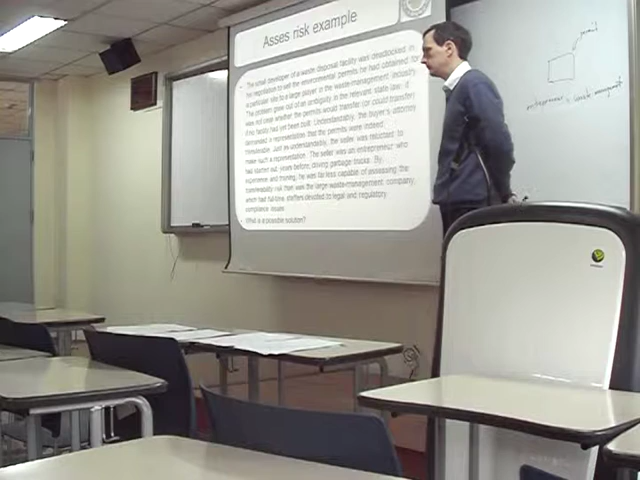 Asses risk example
• The small developer of a waste disposal facility was deadlocked in
his negotiation to sell the environmental permits he had obtained for
a particular site to a large player in the waste-management industry.
The problem grew out of an ambiguity in the relevant state law: it
was not clear whether the permits would transfer (or could transfer)
if no facility had yet been built. Understandably, the buyer's attorney
demanded a representation that the permits were indeed
transferable. Just as understandably, the seller was reluctant to
make such a representation. The seller was an entrepreneur who
had started out, years before, driving garbage trucks. By
experience and training, he was far less capable of assessing the
transferability risk than was the large waste-management company,
which had full-time staffers devoted to legal and regulatory
compliance issues.
• What is a possible solution?